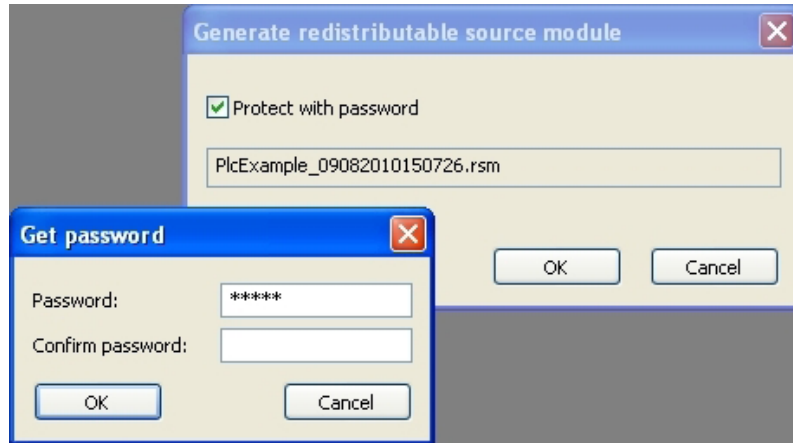 Generate redistributable source module
Protect with password
PlcExample_09082010150726.rsm
OK Cancel
Get password
Password: *****
Confirm password:
OK Cancel